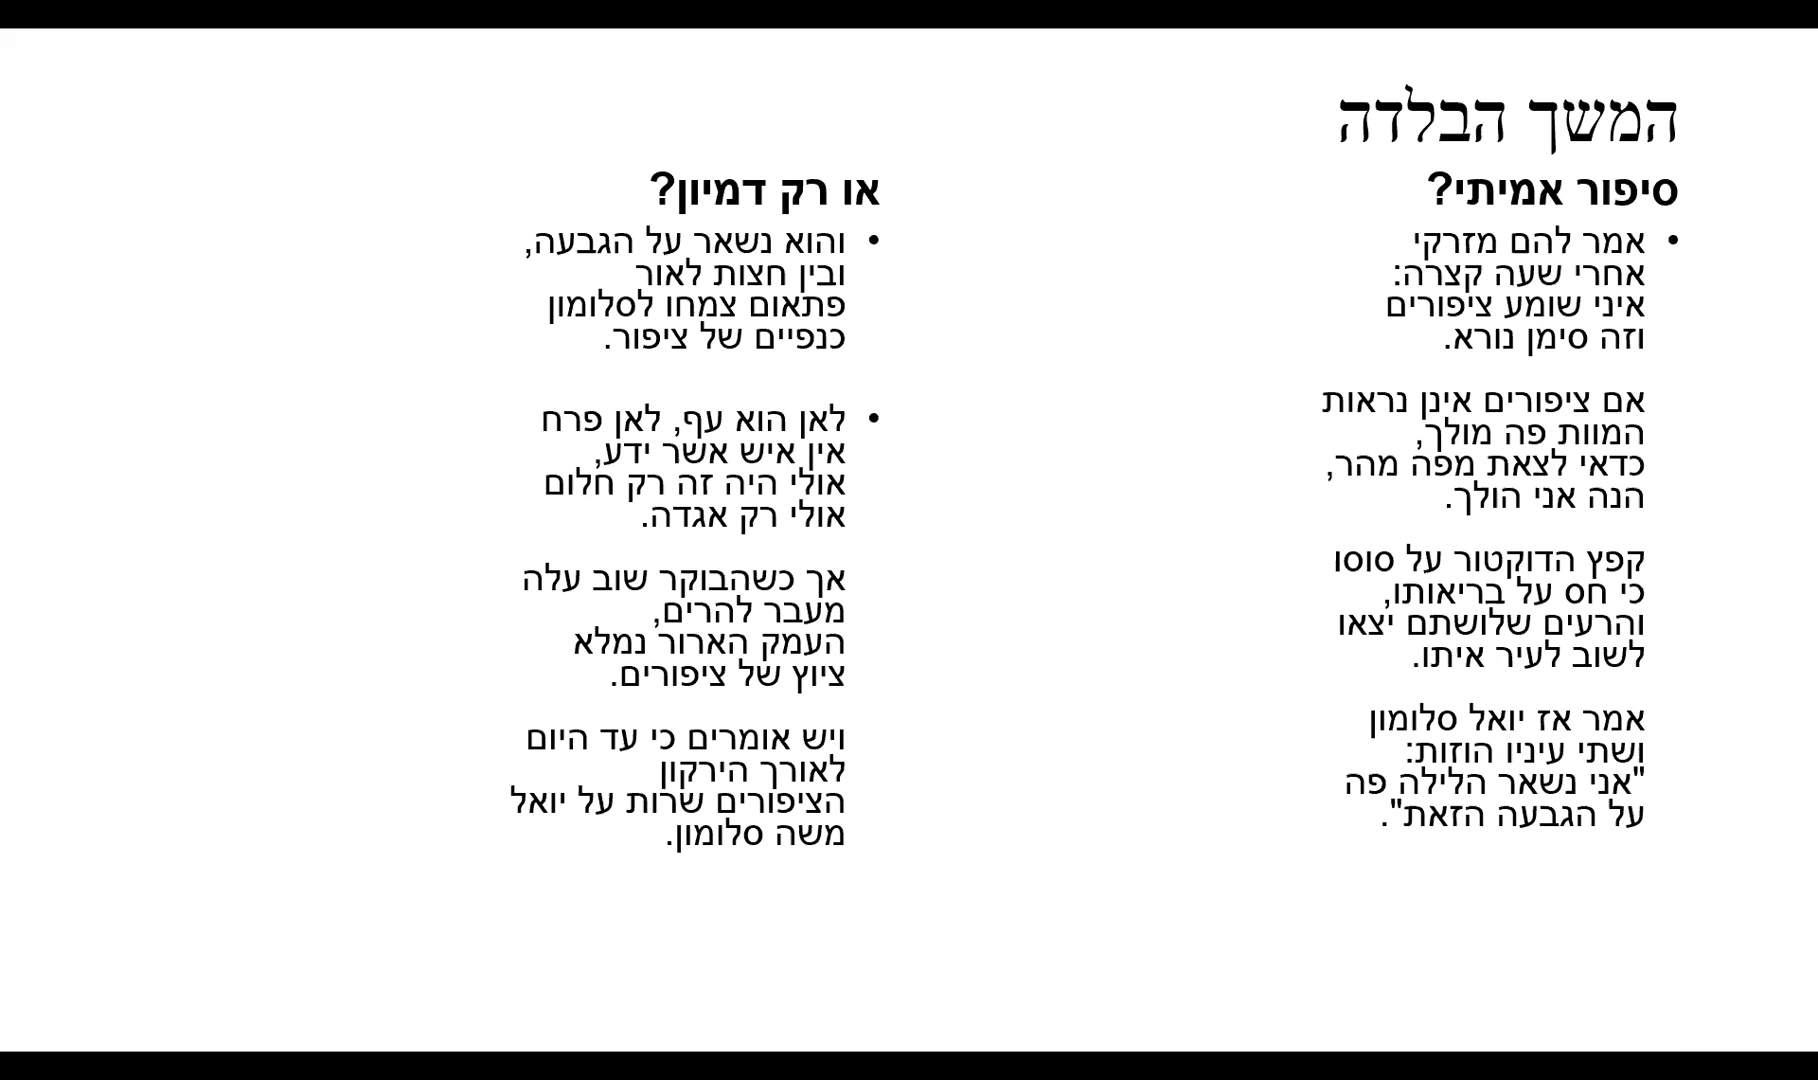 המשך הבלדה
סיפור אמיתי?
• אמר להם מזרקי
אחרי שעה קצרה:
איני שומע ציפורים
וזה סימן נורא.
אם ציפורים אינן נראות
המוות פה מולך,
כדאי לצאת מפה מהר,
הנה אני הולך.
קפץ הדוקטור על סוסו
כי חס על בריאותו,
והרעים שלושתם יצאו
לשוב לעיר איתו.
אמר אז יואל סלומון
ושתי עיניו הוזות:
"אני נשאר הלילה פה
על הגבעה הזאת".
או רק דמיון?
• והוא נשאר על הגבעה,
ובין חצות לאור
פתאום צמחו לסלומון
כנפיים של ציפור.
• לאן הוא עף, לאן פרח
אין איש אשר ידע,
אולי היה זה רק חלום
אולי רק אגדה.
אך כשהבוקר שוב עלה
מעבר להרים,
העמק הארור נמלא
ציוץ של ציפורים.
ויש אומרים כי עד היום
לאורך הירקון
הציפורים שרות על יואל
משה סלומון.